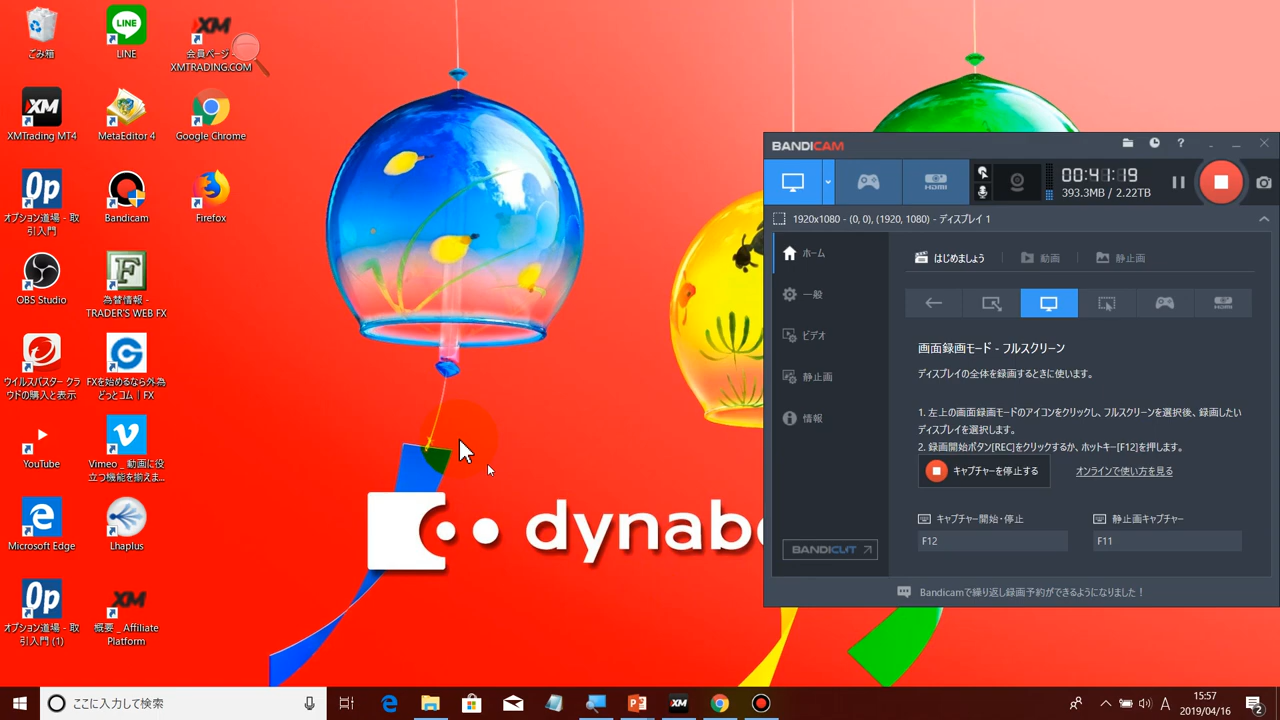 ごみ箱
LINE
会員ページ -
XMTRADING.COM
XM
XMTrading MT4
MetaEditor 4
Google Chrome
Op
オプション道場 - 取
引入門
Bandicam
Firefox
OBS Studio
為替情報 -
TRADER'S WEB FX
ウイルスバスター クラ
ウドの購入と表示
FXを始めるなら外為
どっとコム｜FX
YouTube
Vimeo _ 動画に役
立つ機能を揃えま...
Microsoft Edge
Lhaplus
Op
オプション道場 - 取
引入門 (1)
XM
概要 _ Affiliate
Platform
BANDICAM
HDMI
00:41:19
393.3MB / 2.22TB
1920x1080 - (0, 0), (1920, 1080) - ディスプレイ 1
ホーム
一般
ビデオ
静止画
情報
BANDICUT
はじめましょう
動画
静止画
HDMI
画面録画モード - フルスクリーン
ディスプレイの全体を録画するときに使います。
1. 左上の画面録画モードのアイコンをクリックし、フルスクリーンを選択後、録画したい
ディスプレイを選択します。
2. 録画開始ボタン[REC]をクリックするか、ホットキー[F12]を押します。
キャプチャーを停止する
オンラインで使い方を見る
キャプチャー開始・停止
静止画キャプチャー
F12
F11
Bandicamで繰り返し録画予約ができるようになりました！
ここに入力して検索
XM
A
15:57
2019/04/16
2